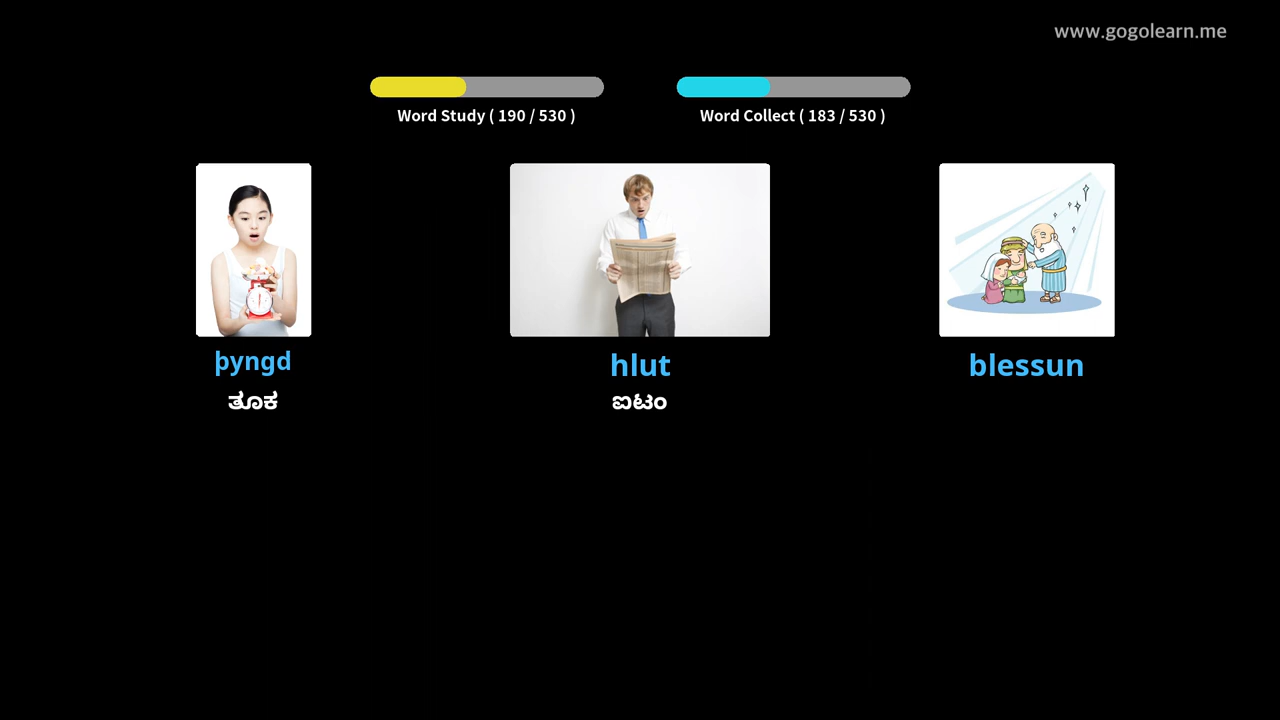 www.gogolearn.me
Word Study ( 190 / 530 )
Word Collect ( 183 / 530 )
þyngd
hlut
blessun
ತೂಕ
ಐಟಂ